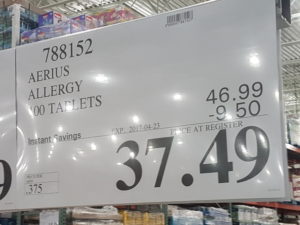 788152
AERIUS
ALLERGY
100 TABLETS
46.99
-9.50
Instant Savings
EXP. 2017-04-23
PRICE AT REGISTER
37.49
.375
9